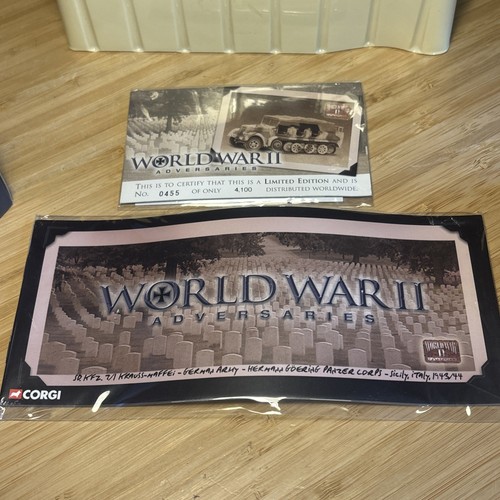 WORLD WAR II
ADVERSARIES
THIS IS TO CERTIFY THAT THIS IS A LIMITED EDITION AND IS
NO. 0455 OF ONLY 4,100 DISTRIBUTED WORLDWIDE.
WORLD WAR II
ADVERSARIES
SD.KFZ 7/1 KRAUSS-MAFFEI - GERMAN ARMY - HERMANN GOERING PANZER CORPS - SICILY, ITALY, 1943/44
CORGI